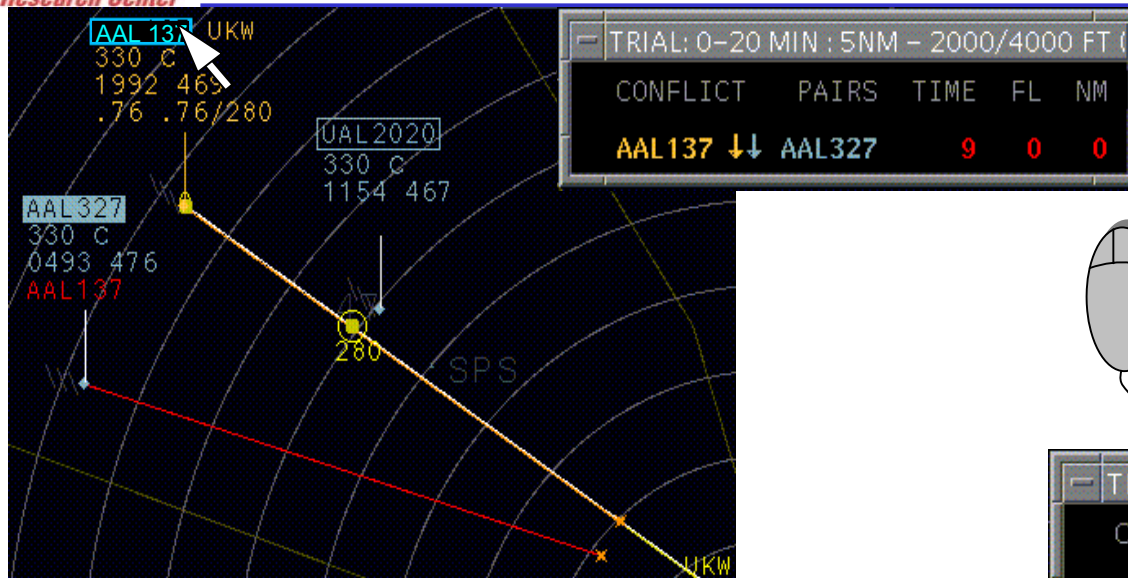 Research Center
AAL 137 UKW
330 C
1992 469
.76 .76/280
UAL2020
330 C
1154 467
AAL327
330 C
0493 476
AAL137
280
SPS
UKW
TRIAL: 0–20 MIN : 5NM – 2000/4000 FT (
CONFLICT PAIRS TIME FL NM
AAL137 ↓↓ AAL327 9 0 0